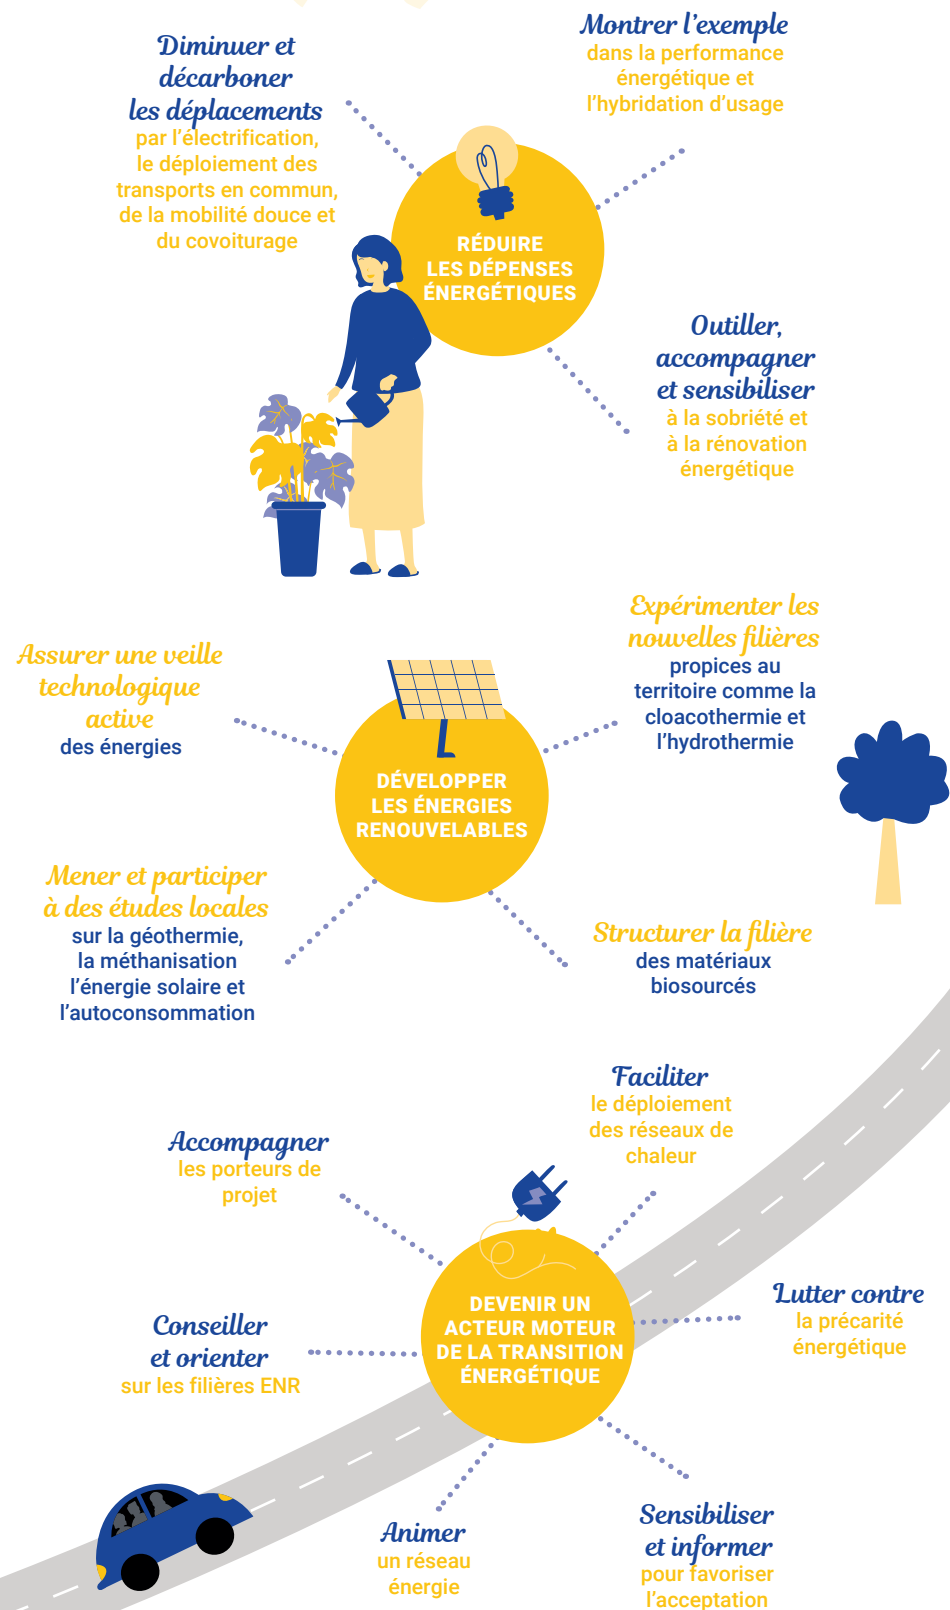 Diminuer et
décarboner
les déplacements
par l'électrification,
le déploiement des
transports en commun,
de la mobilité douce et
du covoiturage
Montrer l'exemple
dans la performance
énergétique et
l'hybridation d'usage
RÉDUIRE
LES DÉPENSES
ÉNERGÉTIQUES
Outiller,
accompagner
et sensibiliser
à la sobriété et
à la rénovation
énergétique
Assurer une veille
technologique
active
des énergies
Expérimenter les
nouvelles filières
propices au
territoire comme la
cloacothermie et
l'hydrothermie
DÉVELOPPER
LES ÉNERGIES
RENOUVELABLES
Mener et participer
à des études locales
sur la géothermie,
la méthanisation
l'énergie solaire et
l'autoconsommation
Structurer la filière
des matériaux
biosourcés
Faciliter
le déploiement
des réseaux de
chaleur
Accompagner
les porteurs de
projet
DEVENIR UN
ACTEUR MOTEUR
DE LA TRANSITION
ÉNERGÉTIQUE
Lutter contre
la précarité
énergétique
Conseiller
et orienter
sur les filières ENR
Animer
un réseau
énergie
Sensibiliser
et informer
pour favoriser
l'acceptation